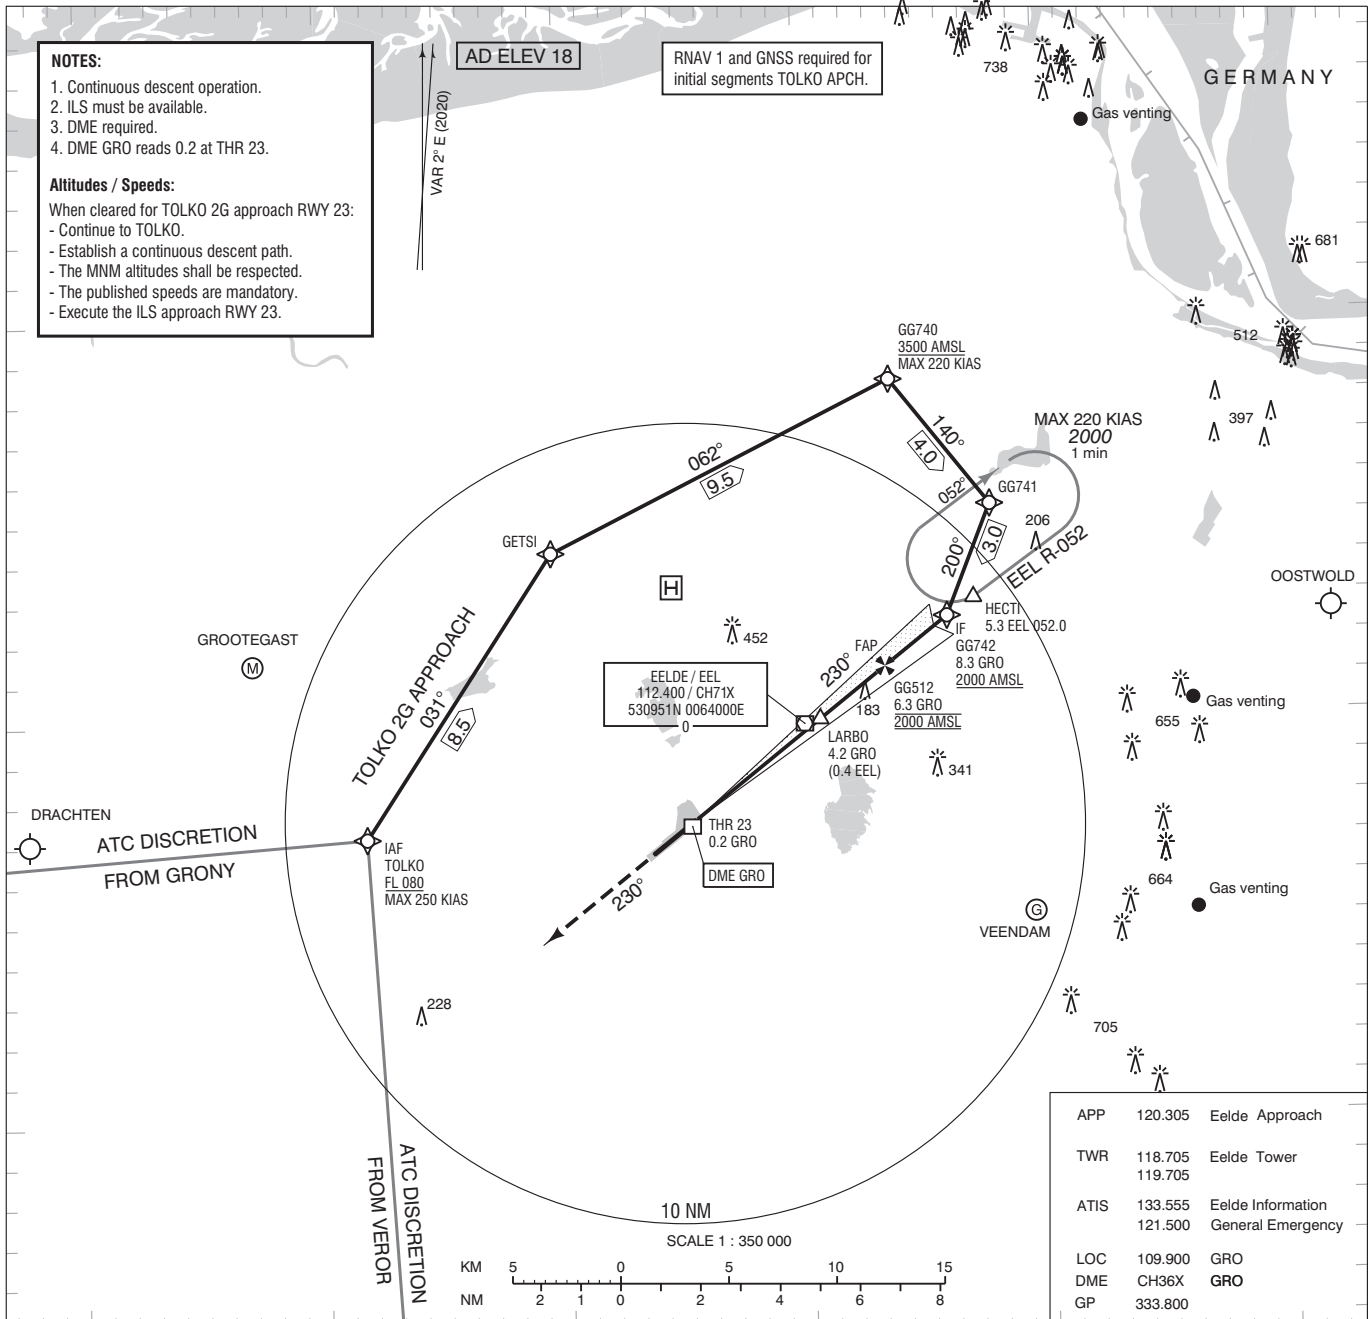 NOTES:
1. Continuous descent operation.
2. ILS must be available.
3. DME required.
4. DME GRO reads 0.2 at THR 23.
Altitudes / Speeds:
When cleared for TOLKO 2G approach RWY 23:
- Continue to TOLKO.
- Establish a continuous descent path.
- The MNM altitudes shall be respected.
- The published speeds are mandatory.
- Execute the ILS approach RWY 23.
AD ELEV 18
VAR 2° E (2020)
RNAV 1 and GNSS required for
initial segments TOLKO APCH.
738
GERMANY
Gas venting
681
512
397
GG740
3500 AMSL
MAX 220 KIAS
140°
4.0
MAX 220 KIAS
2000
1 min
062°
9.5
052°
GG741
206
200°
3.0
EEL R-052
GETSI
H
OOSTWOLD
HECTI
5.3 EEL 052.0
GROOTEGAST
M
452
TOLKO 2G APPROACH
031°
8.5
EELDE / EEL
112.400 / CH71X
530951N 0064000E
0
FAP
230°
IF
GG742
8.3 GRO
2000 AMSL
183
GG512
6.3 GRO
2000 AMSL
LARBO
4.2 GRO
(0.4 EEL)
341
Gas venting
655
DRACHTEN
ATC DISCRETION
FROM GRONY
IAF
TOLKO
FL 080
MAX 250 KIAS
THR 23
0.2 GRO
DME GRO
230°
664
Gas venting
G
VEENDAM
228
705
ATC DISCRETION
FROM VEROR
10 NM
SCALE 1 : 350 000
KM 5 0 5 10 15
NM 2 1 0 2 4 6 8
APP 120.305 Eelde Approach
TWR 118.705 Eelde Tower
119.705
ATIS 133.555 Eelde Information
121.500 General Emergency
LOC 109.900 GRO
DME CH36X GRO
GP 333.800